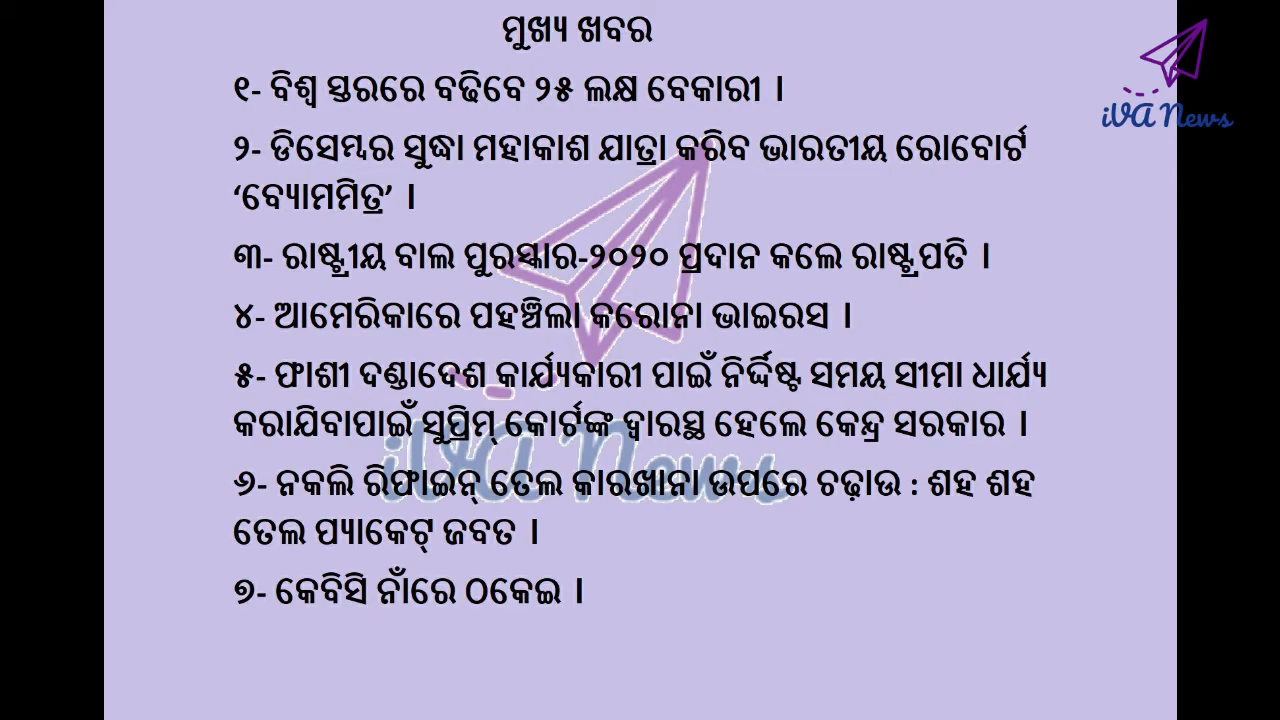 ମୁଖ୍ୟ ଖବର
iVA News
୧- ବିଶ୍ୱ ସ୍ତରରେ ବଢିବେ ୨୫ ଲକ୍ଷ ବେକାରୀ ।
୨- ଡିସେମ୍ବର ସୁଦ୍ଧା ମହାକାଶ ଯାତ୍ରା କରିବ ଭାରତୀୟ ରୋବୋର୍ଟ
‘ବ୍ୟୋମମିତ୍ର’ ।
୩- ରାଷ୍ଟ୍ରୀୟ ବାଲ ପୁରସ୍କାର-୨୦୨୦ ପ୍ରଦାନ କଲେ ରାଷ୍ଟ୍ରପତି ।
୪- ଆମେରିକାରେ ପହଞ୍ଚିଲା କରୋନା ଭାଇରସ ।
୫- ଫାଶୀ ଦଣ୍ଡାଦେଶ କାର୍ଯ୍ୟକାରୀ ପାଇଁ ନିର୍ଦ୍ଦିଷ୍ଟ ସମୟ ସୀମା ଧାର୍ଯ୍ୟ
କରାଯିବାପାଇଁ ସୁପ୍ରିମ୍ କୋର୍ଟଙ୍କ ଦ୍ୱାରସ୍ଥ ହେଲେ କେନ୍ଦ୍ର ସରକାର ।
iVA News
୬- ନକଲି ରିଫାଇନ୍ ତେଲ କାରଖାନା ଉପରେ ଚଢ଼ାଉ : ଶହ ଶହ
ତେଲ ପ୍ୟାକେଟ୍ ଜବତ ।
୭- କେବିସି ନାଁରେ ଠକେଇ ।